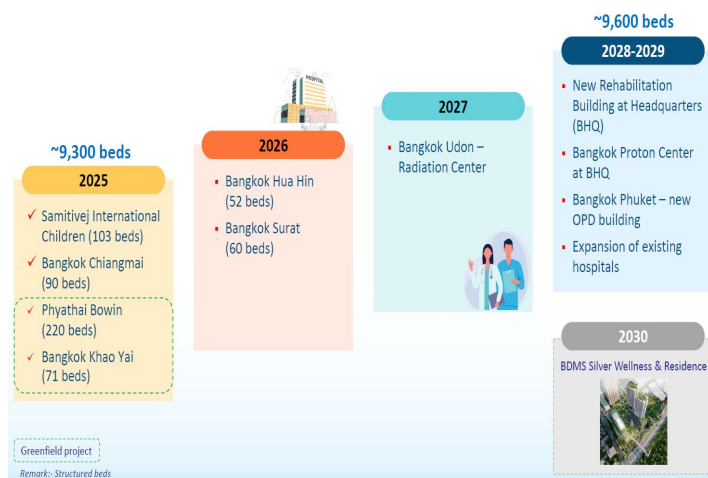 ~9,300 beds
2025
Samitivej International
Children (103 beds)
Bangkok Chiangmai
(90 beds)
Phyathai Bowin
(220 beds)
Bangkok Khao Yai
(71 beds)
Greenfield project
Remark:- Structured beds
HOSPITAL
2026
Bangkok Hua Hin
(52 beds)
Bangkok Surat
(60 beds)
2027
Bangkok Udon –
Radiation Center
~9,600 beds
2028-2029
New Rehabilitation
Building at Headquarters
(BHQ)
Bangkok Proton Center
at BHQ
Bangkok Phuket – new
OPD building
Expansion of existing
hospitals
2030
BDMS Silver Wellness & Residence